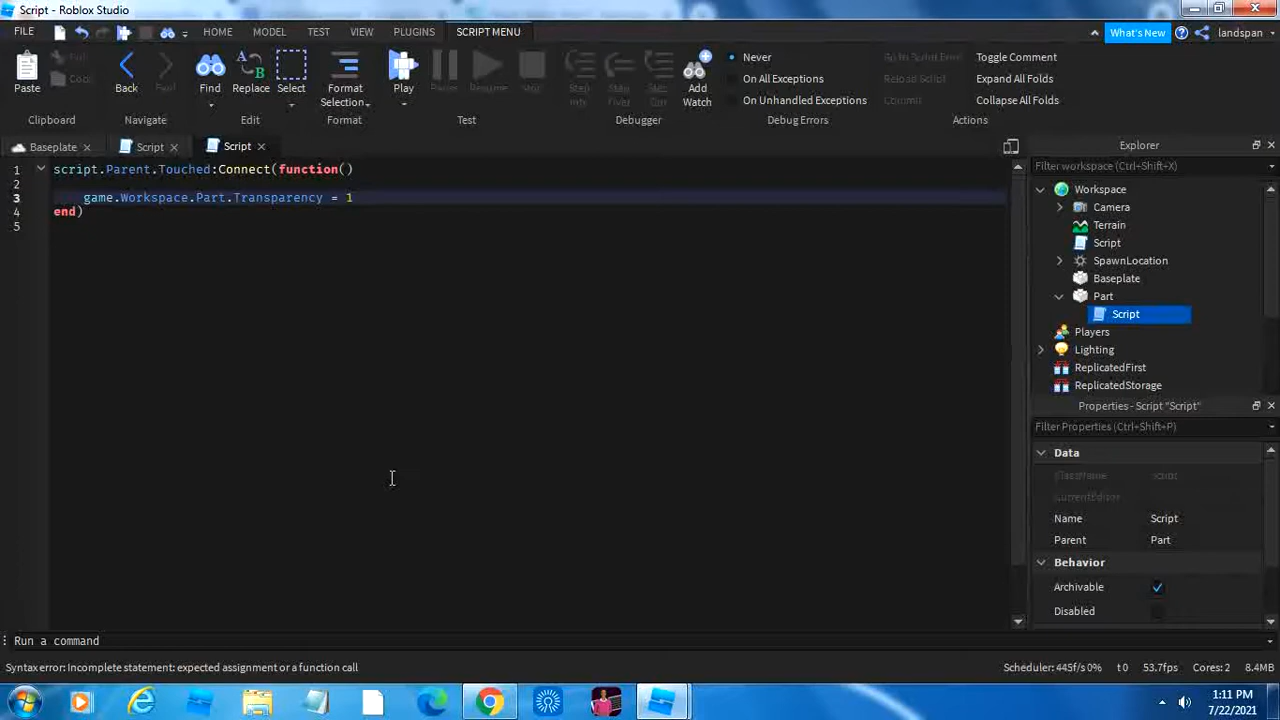 Script - Roblox Studio
FILE HOME MODEL TEST VIEW PLUGINS SCRIPT MENU What's New landspan
Paste Back Find Replace Select Format Selection... Play Add Watch
Never
On All Exceptions
On Unhandled Exceptions
Toggle Comment
Expand All Folds
Reload Script
Collapse All Folds
Clipboard Navigate Edit Format Test Debugger Debug Errors Actions
Baseplate Script Script
Explorer
Filter workspace (Ctrl+Shift+X)
1 script.Parent.Touched:Connect(function()
2
3 game.Workspace.Part.Transparency = 1
4 end)
5
Workspace
Camera
Terrain
Script
SpawnLocation
Baseplate
Part
Script
Players
Lighting
ReplicatedFirst
ReplicatedStorage
Properties - Script "Script"
Filter Properties (Ctrl+Shift+P)
Data
ClassName Script
Name Script
Parent Part
Behavior
Archivable
Disabled
Run a command
Syntax error: Incomplete statement: expected assignment or a function call
Scheduler: 445f/s0% t0 53.7fps Cores: 2 8.4MB
1:11 PM
7/22/2021